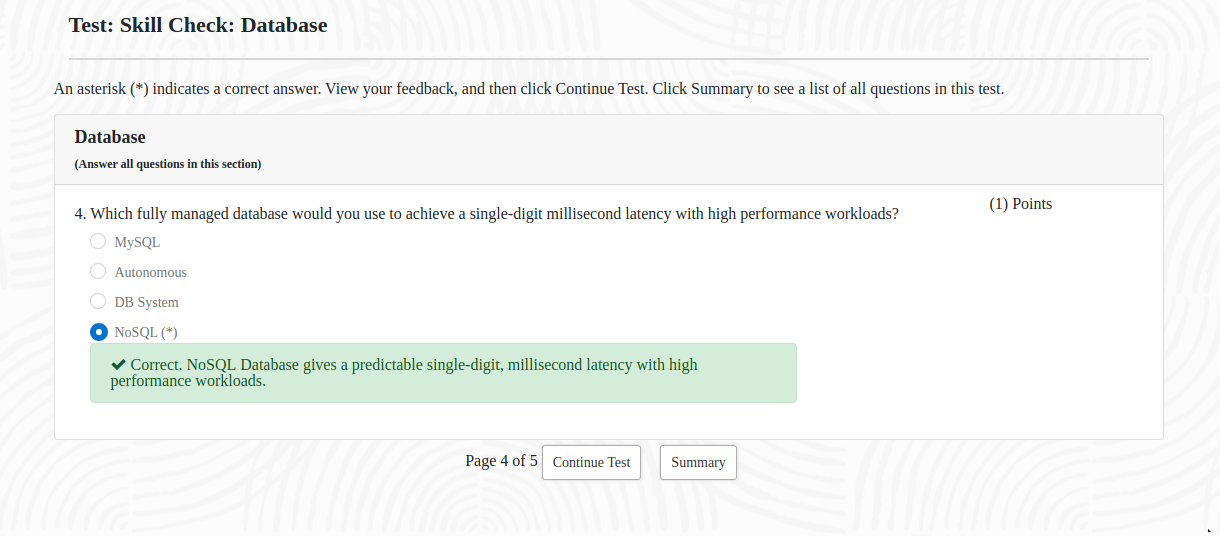 Test: Skill Check: Database
An asterisk (*) indicates a correct answer. View your feedback, and then click Continue Test. Click Summary to see a list of all questions in this test.
Database
(Answer all questions in this section)
4. Which fully managed database would you use to achieve a single-digit millisecond latency with high performance workloads?
(1) Points
MySQL
Autonomous
DB System
NoSQL (*)
Correct. NoSQL Database gives a predictable single-digit, millisecond latency with high
performance workloads.
Page 4 of 5 Continue Test Summary